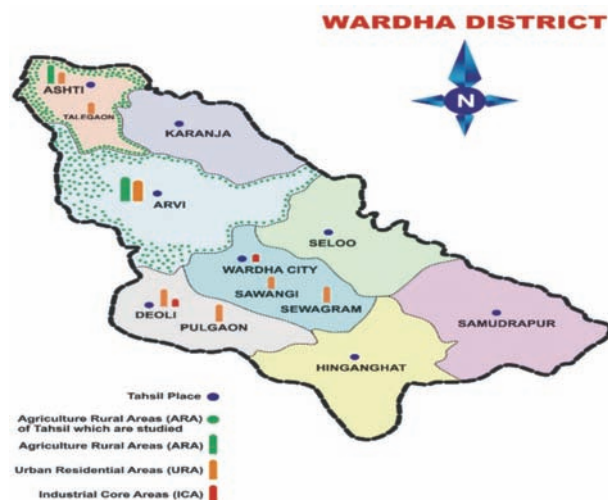 WARDHA DISTRICT
N
ASHTI
TALEGAON
KARANJA
ARVI
SELOO
WARDHA CITY
SAWANGI
SEWAGRAM
DEOLI
PULGAON
SAMUDRAPUR
HINGANGHAT
Tahsil Place
Agriculture Rural Areas (ARA)
of Tahsil which are studied
Agriculture Rural Areas (ARA)
Urban Residential Areas (URA)
Industrial Core Areas (ICA)